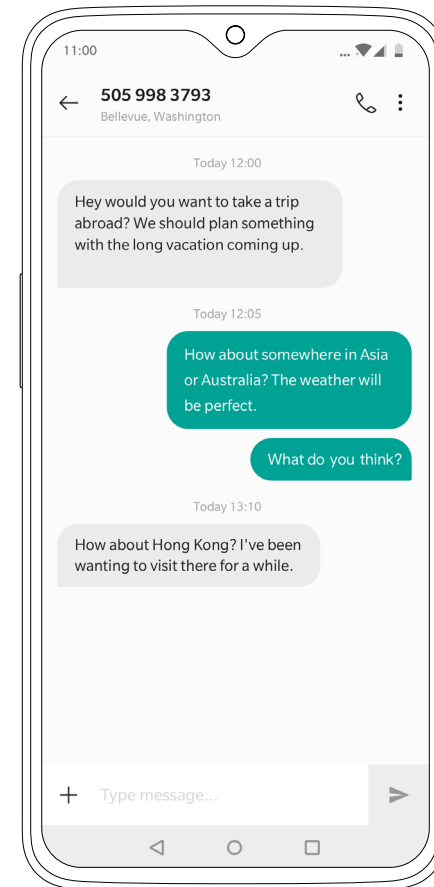 11:00
...
505 998 3793
Bellevue, Washington
Today 12:00
Hey would you want to take a trip
abroad? We should plan something
with the long vacation coming up.
Today 12:05
How about somewhere in Asia
or Australia? The weather will
be perfect.
What do you think?
Today 13:10
How about Hong Kong? I've been
wanting to visit there for a while.
Type message...